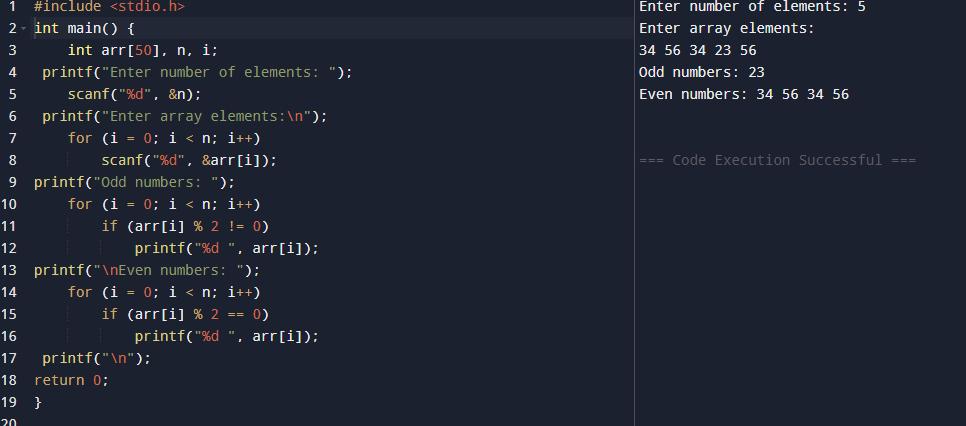 1 #include <stdio.h>
2 int main() {
3     int arr[50], n, i;
4  printf("Enter number of elements: ");
5     scanf("%d", &n);
6  printf("Enter array elements:\n");
7     for (i = 0; i < n; i++)
8         scanf("%d", &arr[i]);
9 printf("Odd numbers: ");
10     for (i = 0; i < n; i++)
11         if (arr[i] % 2 != 0)
12             printf("%d ", arr[i]);
13 printf("\nEven numbers: ");
14     for (i = 0; i < n; i++)
15         if (arr[i] % 2 == 0)
16             printf("%d ", arr[i]);
17  printf("\n");
18 return 0;
19 }
20
Enter number of elements: 5
Enter array elements:
34 56 34 23 56
Odd numbers: 23
Even numbers: 34 56 34 56
=== Code Execution Successful ===